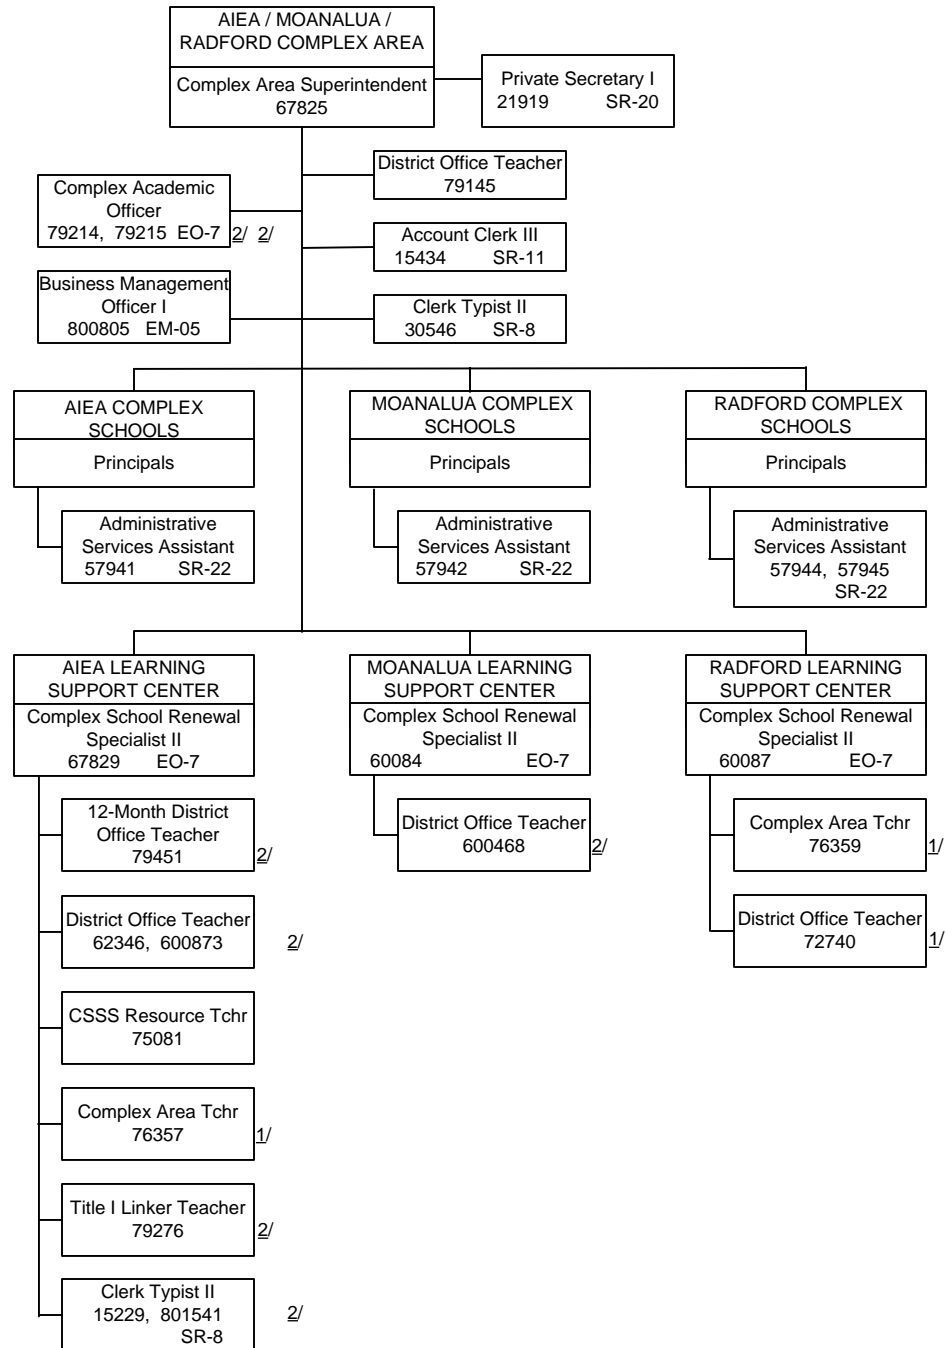 AIEA / MOANALUA /
RADFORD COMPLEX AREA
Complex Area Superintendent
67825
Private Secretary I
21919 SR-20
District Office Teacher
79145
Complex Academic
Officer
79214, 79215 EO-7 2/ 2/
Account Clerk III
15434 SR-11
Business Management
Officer I
800805 EM-05
Clerk Typist II
30546 SR-8
AIEA COMPLEX
SCHOOLS
Principals
Administrative
Services Assistant
57941 SR-22
MOANALUA COMPLEX
SCHOOLS
Principals
Administrative
Services Assistant
57942 SR-22
RADFORD COMPLEX
SCHOOLS
Principals
Administrative
Services Assistant
57944, 57945
SR-22
AIEA LEARNING
SUPPORT CENTER
Complex School Renewal
Specialist II
67829 EO-7
12-Month District
Office Teacher
79451 2/
District Office Teacher
62346, 600873 2/
CSSS Resource Tchr
75081
Complex Area Tchr
76357 1/
Title I Linker Teacher
79276 2/
Clerk Typist II
15229, 801541 2/
SR-8
MOANALUA LEARNING
SUPPORT CENTER
Complex School Renewal
Specialist II
60084 EO-7
District Office Teacher
600468 2/
RADFORD LEARNING
SUPPORT CENTER
Complex School Renewal
Specialist II
60087 EO-7
Complex Area Tchr
76359 1/
District Office Teacher
72740 1/